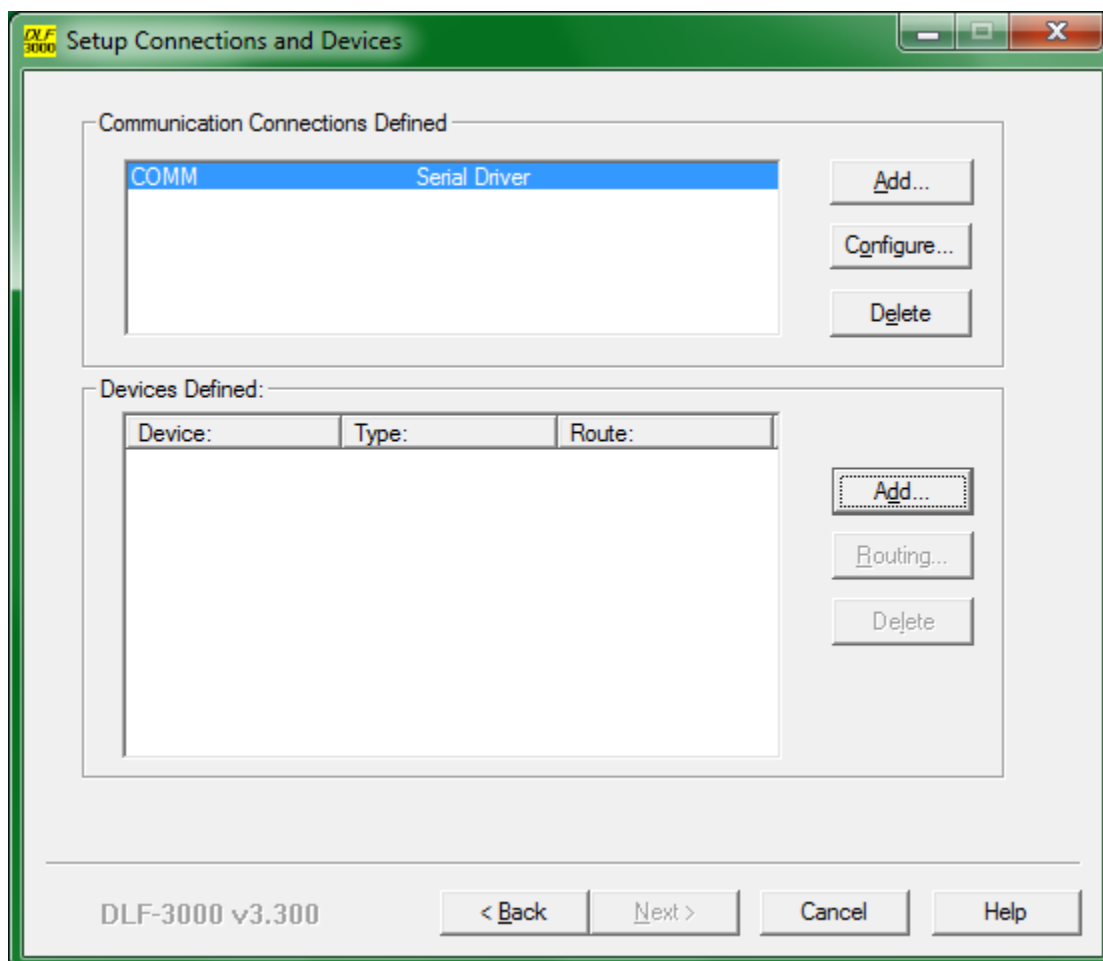 DLF
3000
Setup Connections and Devices
Communication Connections Defined
COMM Serial Driver
Add...
Configure...
Delete
Devices Defined:
Device: Type: Route:
Add...
Routing...
Delete
DLF-3000 v3.300
< Back Next > Cancel Help